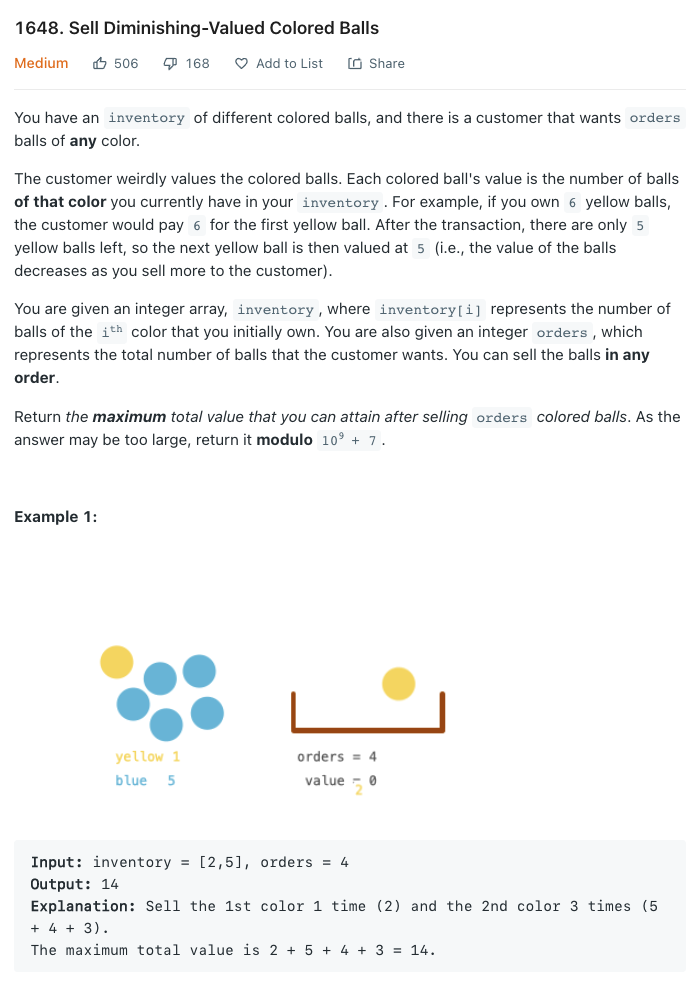 1648. Sell Diminishing-Valued Colored Balls
Medium 506 168 Add to List Share
You have an inventory of different colored balls, and there is a customer that wants orders
balls of any color.
The customer weirdly values the colored balls. Each colored ball's value is the number of balls
of that color you currently have in your inventory. For example, if you own 6 yellow balls,
the customer would pay 6 for the first yellow ball. After the transaction, there are only 5
yellow balls left, so the next yellow ball is then valued at 5 (i.e., the value of the balls
decreases as you sell more to the customer).
You are given an integer array, inventory, where inventory[i] represents the number of
balls of the ith color that you initially own. You are also given an integer orders, which
represents the total number of balls that the customer wants. You can sell the balls in any
order.
Return the maximum total value that you can attain after selling orders colored balls. As the
answer may be too large, return it modulo 10⁹ + 7.
Example 1:
yellow 1 orders = 4
blue 5 value = 0
2
Input: inventory = [2,5], orders = 4
Output: 14
Explanation: Sell the 1st color 1 time (2) and the 2nd color 3 times (5
+ 4 + 3).
The maximum total value is 2 + 5 + 4 + 3 = 14.